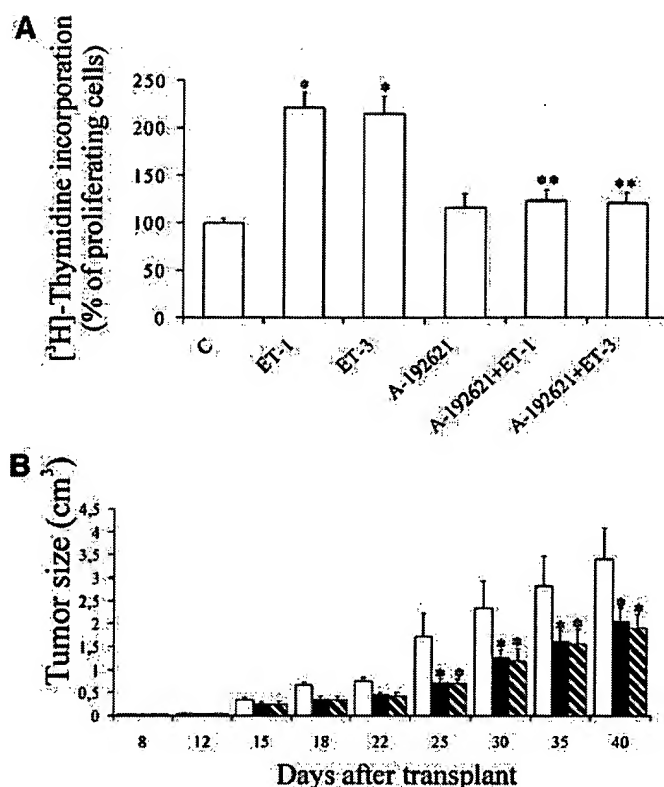 A
[³H]-Thymidine incorporation
(% of proliferating cells)
250
200
150
100
50
0
*
*
**
**
C
ET-1
ET-3
A-192621
A-192621+ET-1
A-192621+ET-3
B
Tumor size (cm³)
4,5
4
3,5
3
2,5
2
1,5
1
0,5
0
* *
* *
* *
* *
8 12 15 18 22 25 30 35 40
Days after transplant